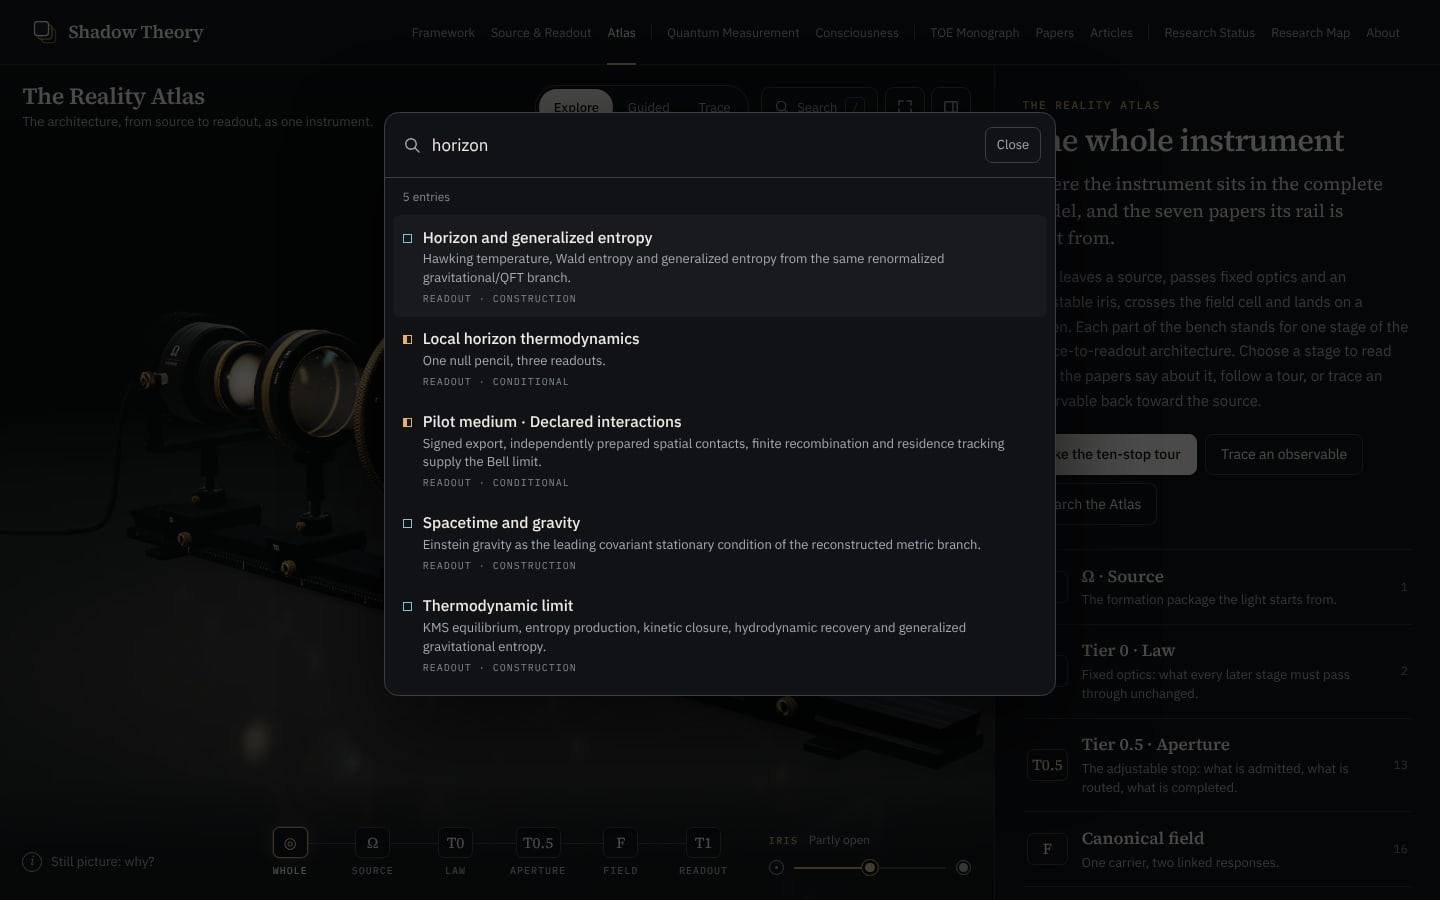 Shadow Theory
Framework Source & Readout Atlas Quantum Measurement Consciousness TOE Monograph Papers Articles Research Status Research Map About
The Reality Atlas
The architecture, from source to readout, as one instrument.
Explore Guided Trace Search /
horizon
Close
5 entries
Horizon and generalized entropy
Hawking temperature, Wald entropy and generalized entropy from the same renormalized
gravitational/QFT branch.
READOUT · CONSTRUCTION
Local horizon thermodynamics
One null pencil, three readouts.
READOUT · CONDITIONAL
Pilot medium · Declared interactions
Signed export, independently prepared spatial contacts, finite recombination and residence tracking
supply the Bell limit.
READOUT · CONDITIONAL
Spacetime and gravity
Einstein gravity as the leading covariant stationary condition of the reconstructed metric branch.
READOUT · CONSTRUCTION
Thermodynamic limit
KMS equilibrium, entropy production, kinetic closure, hydrodynamic recovery and generalized
gravitational entropy.
READOUT · CONSTRUCTION
THE REALITY ATLAS
whole instrument
the instrument sits in the complete
and the seven papers its rail is
from.
leaves a source, passes fixed optics and an
iris, crosses the field cell and lands on a
Each part of the bench stands for one stage of the
architecture. Choose a stage to read
the papers say about it, follow a tour, or trace an
back toward the source.
the ten-stop tour
Trace an observable
the Atlas
Ω · Source
The formation package the light starts from.
1
Tier 0 · Law
Fixed optics: what every later stage must pass
through unchanged.
2
T0.5
Tier 0.5 · Aperture
The adjustable stop: what is admitted, what is
routed, what is completed.
13
F
Canonical field
One carrier, two linked responses.
16
i Still picture: why?
◎ Ω T0 T0.5 F T1
WHOLE SOURCE LAW APERTURE FIELD READOUT
IRIS Partly open